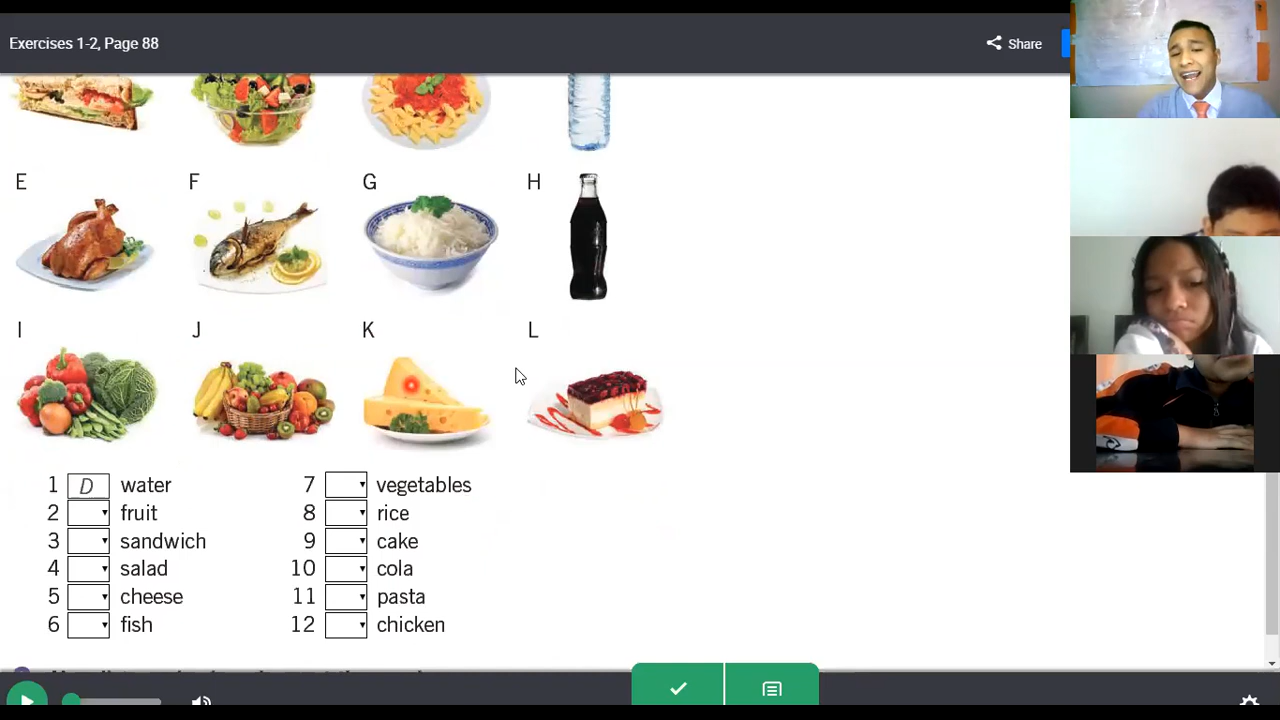 Exercises 1-2, Page 88
Share
E F G H
I J K L
1 D water 7 vegetables
2 fruit 8 rice
3 sandwich 9 cake
4 salad 10 cola
5 cheese 11 pasta
6 fish 12 chicken